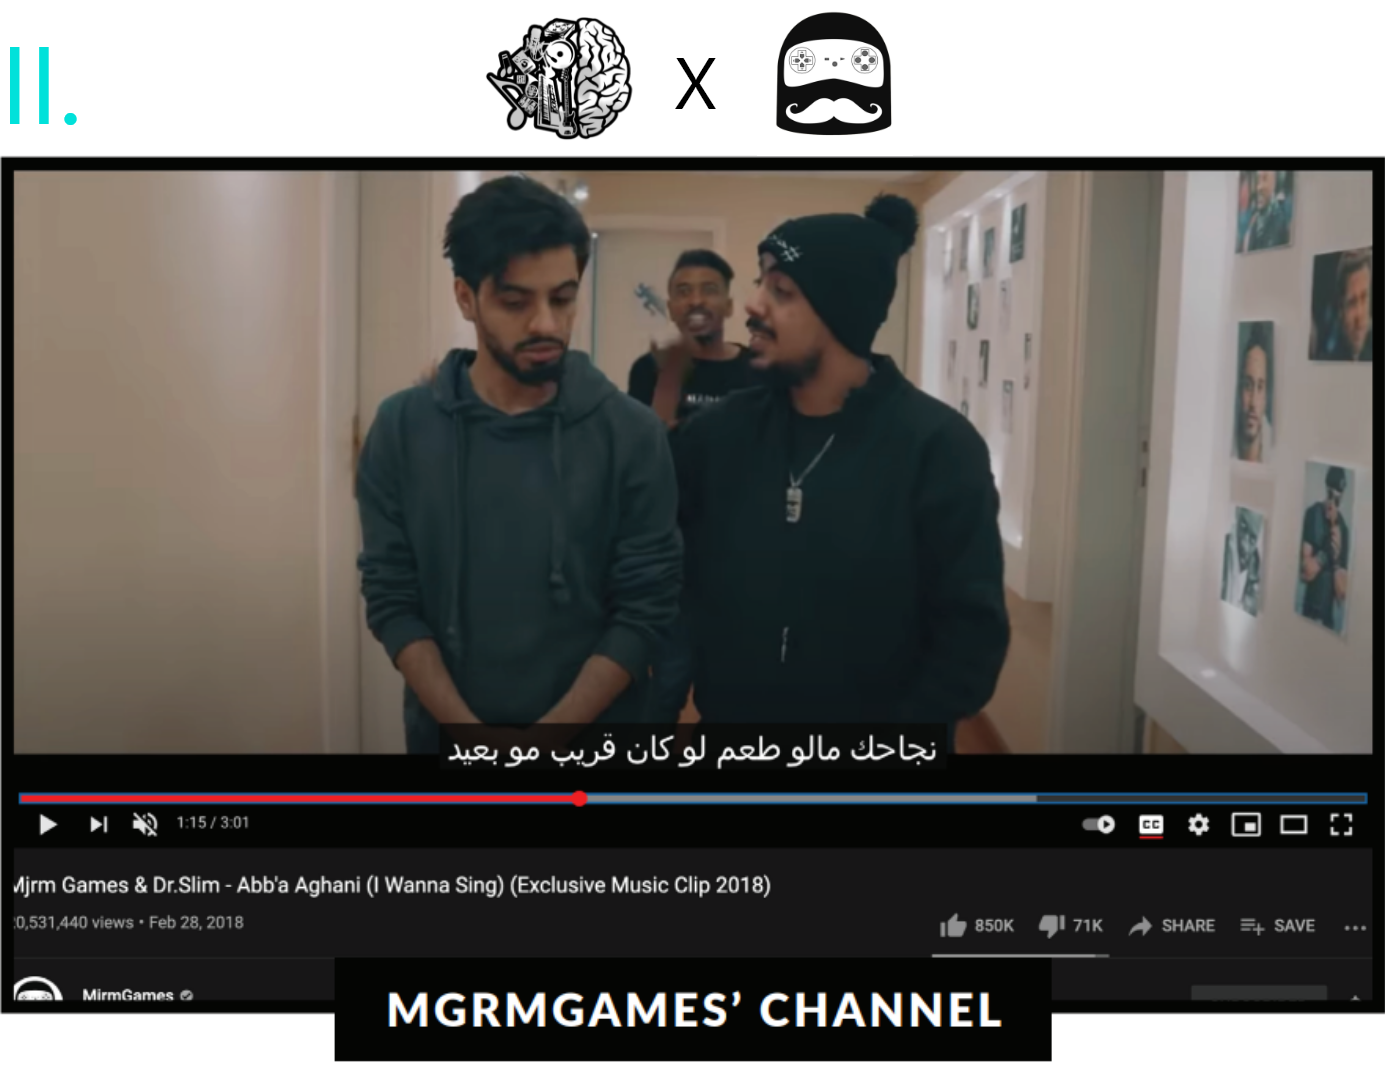 II.
X
نجاحك مالو طعم لو كان قريب مو بعيد
1:15 / 3:01
CC
Mjrm Games & Dr.Slim - Abb'a Aghani (I Wanna Sing) (Exclusive Music Clip 2018)
0,531,440 views • Feb 28, 2018
850K 71K SHARE SAVE
MjrmGames
MGRMGAMES’ CHANNEL